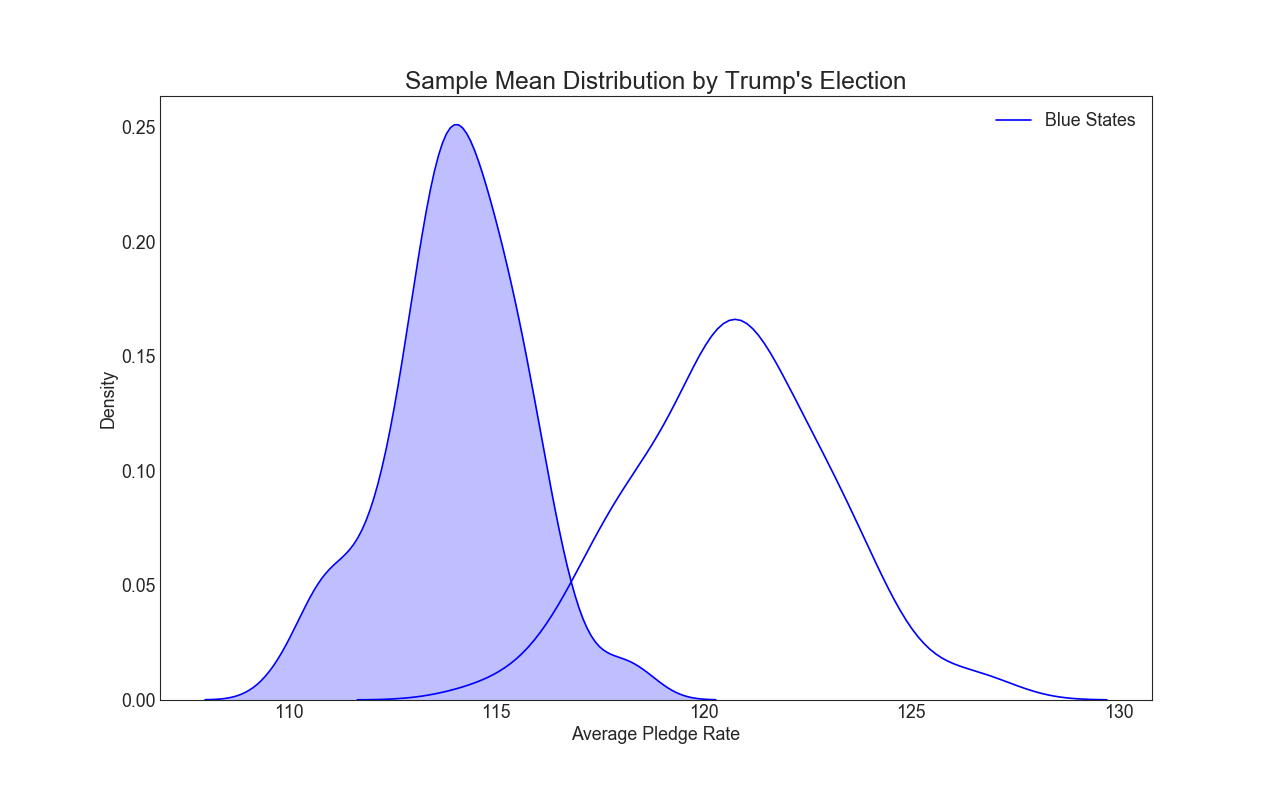 Sample Mean Distribution by Trump's Election
Blue States
0.25
0.20
0.15
0.10
0.05
0.00
Density
110
115
120
125
130
Average Pledge Rate